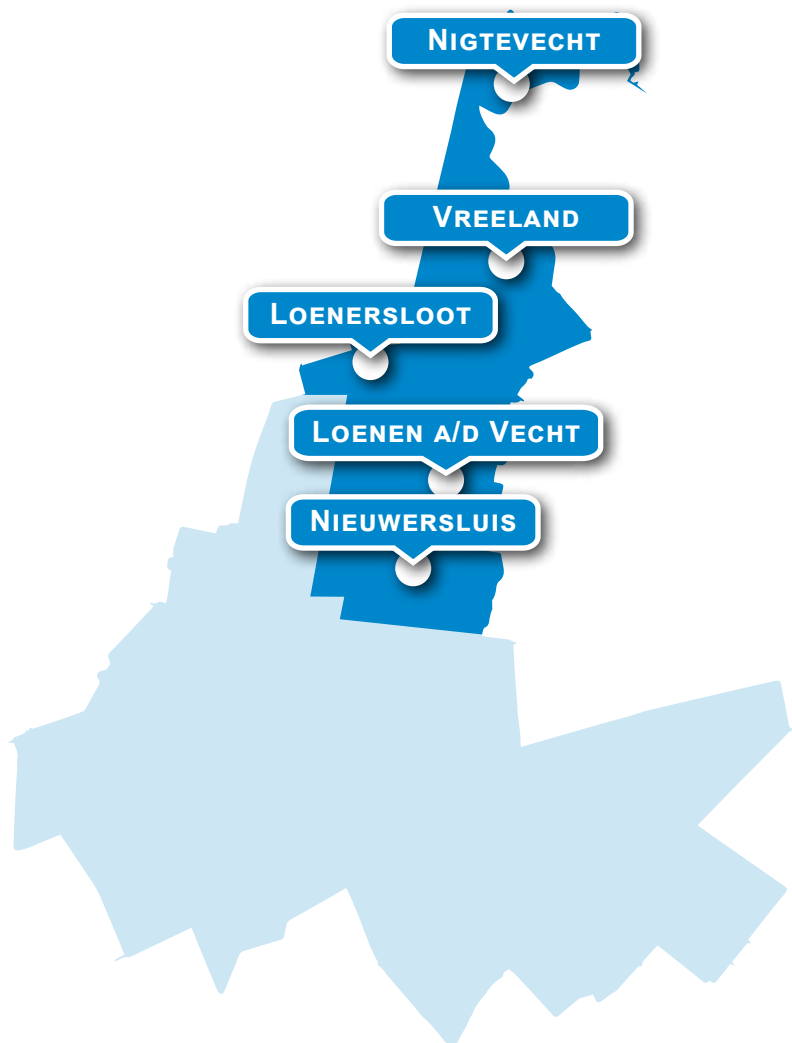 Nigtevecht
Vreeland
Loenersloot
Loenen a/d Vecht
Nieuwersluis